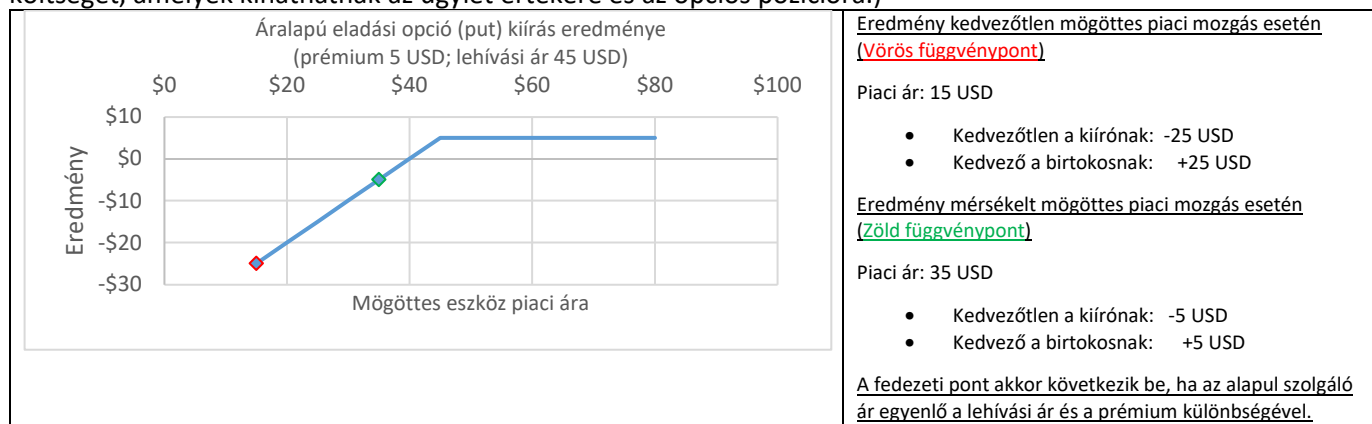 költségét, amelyek kihathatnak az ügylet értékére és az opciós pozícióra.)
Áralapú eladási opció (put) kiírás eredménye
(prémium 5 USD; lehívási ár 45 USD)
$0 $20 $40 $60 $80 $100
$10
$0
-$10
-$20
-$30
Eredmény
Mögöttes eszköz piaci ára
Eredmény kedvezőtlen mögöttes piaci mozgás esetén
(Vörös függvénypont)
Piaci ár: 15 USD
• Kedvezőtlen a kiírónak: -25 USD
• Kedvező a birtokosnak: +25 USD
Eredmény mérsékelt mögöttes piaci mozgás esetén
(Zöld függvénypont)
Piaci ár: 35 USD
• Kedvezőtlen a kiírónak: -5 USD
• Kedvező a birtokosnak: +5 USD
A fedezeti pont akkor következik be, ha az alapul szolgáló
ár egyenlő a lehívási ár és a prémium különbségével.